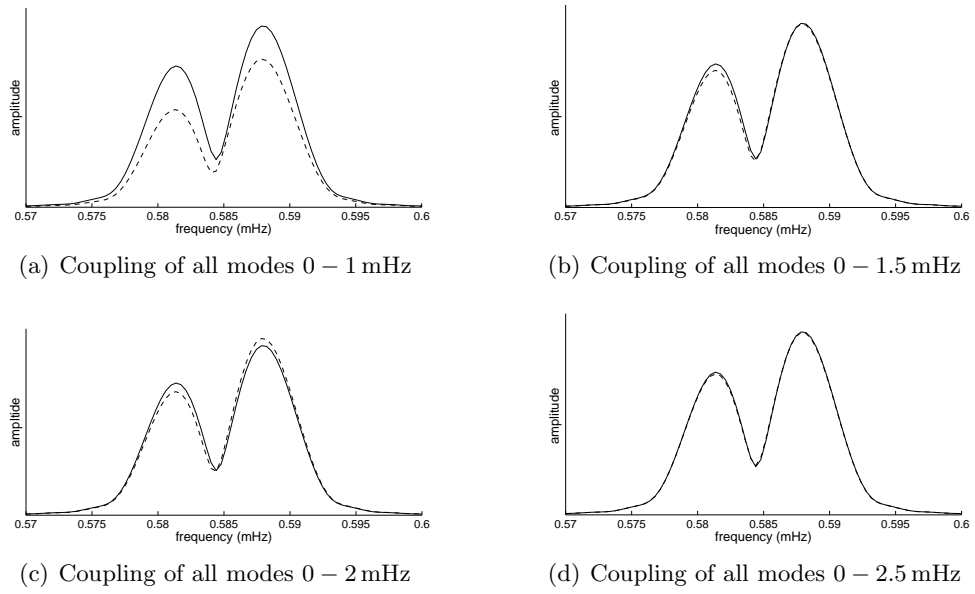 amplitude
0.57 0.575 0.58 0.585 0.59 0.595 0.6
frequency (mHz)
(a) Coupling of all modes 0 – 1 mHz
amplitude
0.57 0.575 0.58 0.585 0.59 0.595 0.6
frequency (mHz)
(b) Coupling of all modes 0 – 1.5 mHz
ampltide
0.57 0.575 0.58 0.585 0.59 0.595 0.6
frequency (mHz)
(c) Coupling of all modes 0 – 2 mHz
amplitude
0.57 0.575 0.58 0.585 0.59 0.595 0.6
frequency (mHz)
(d) Coupling of all modes 0 – 2.5 mHz